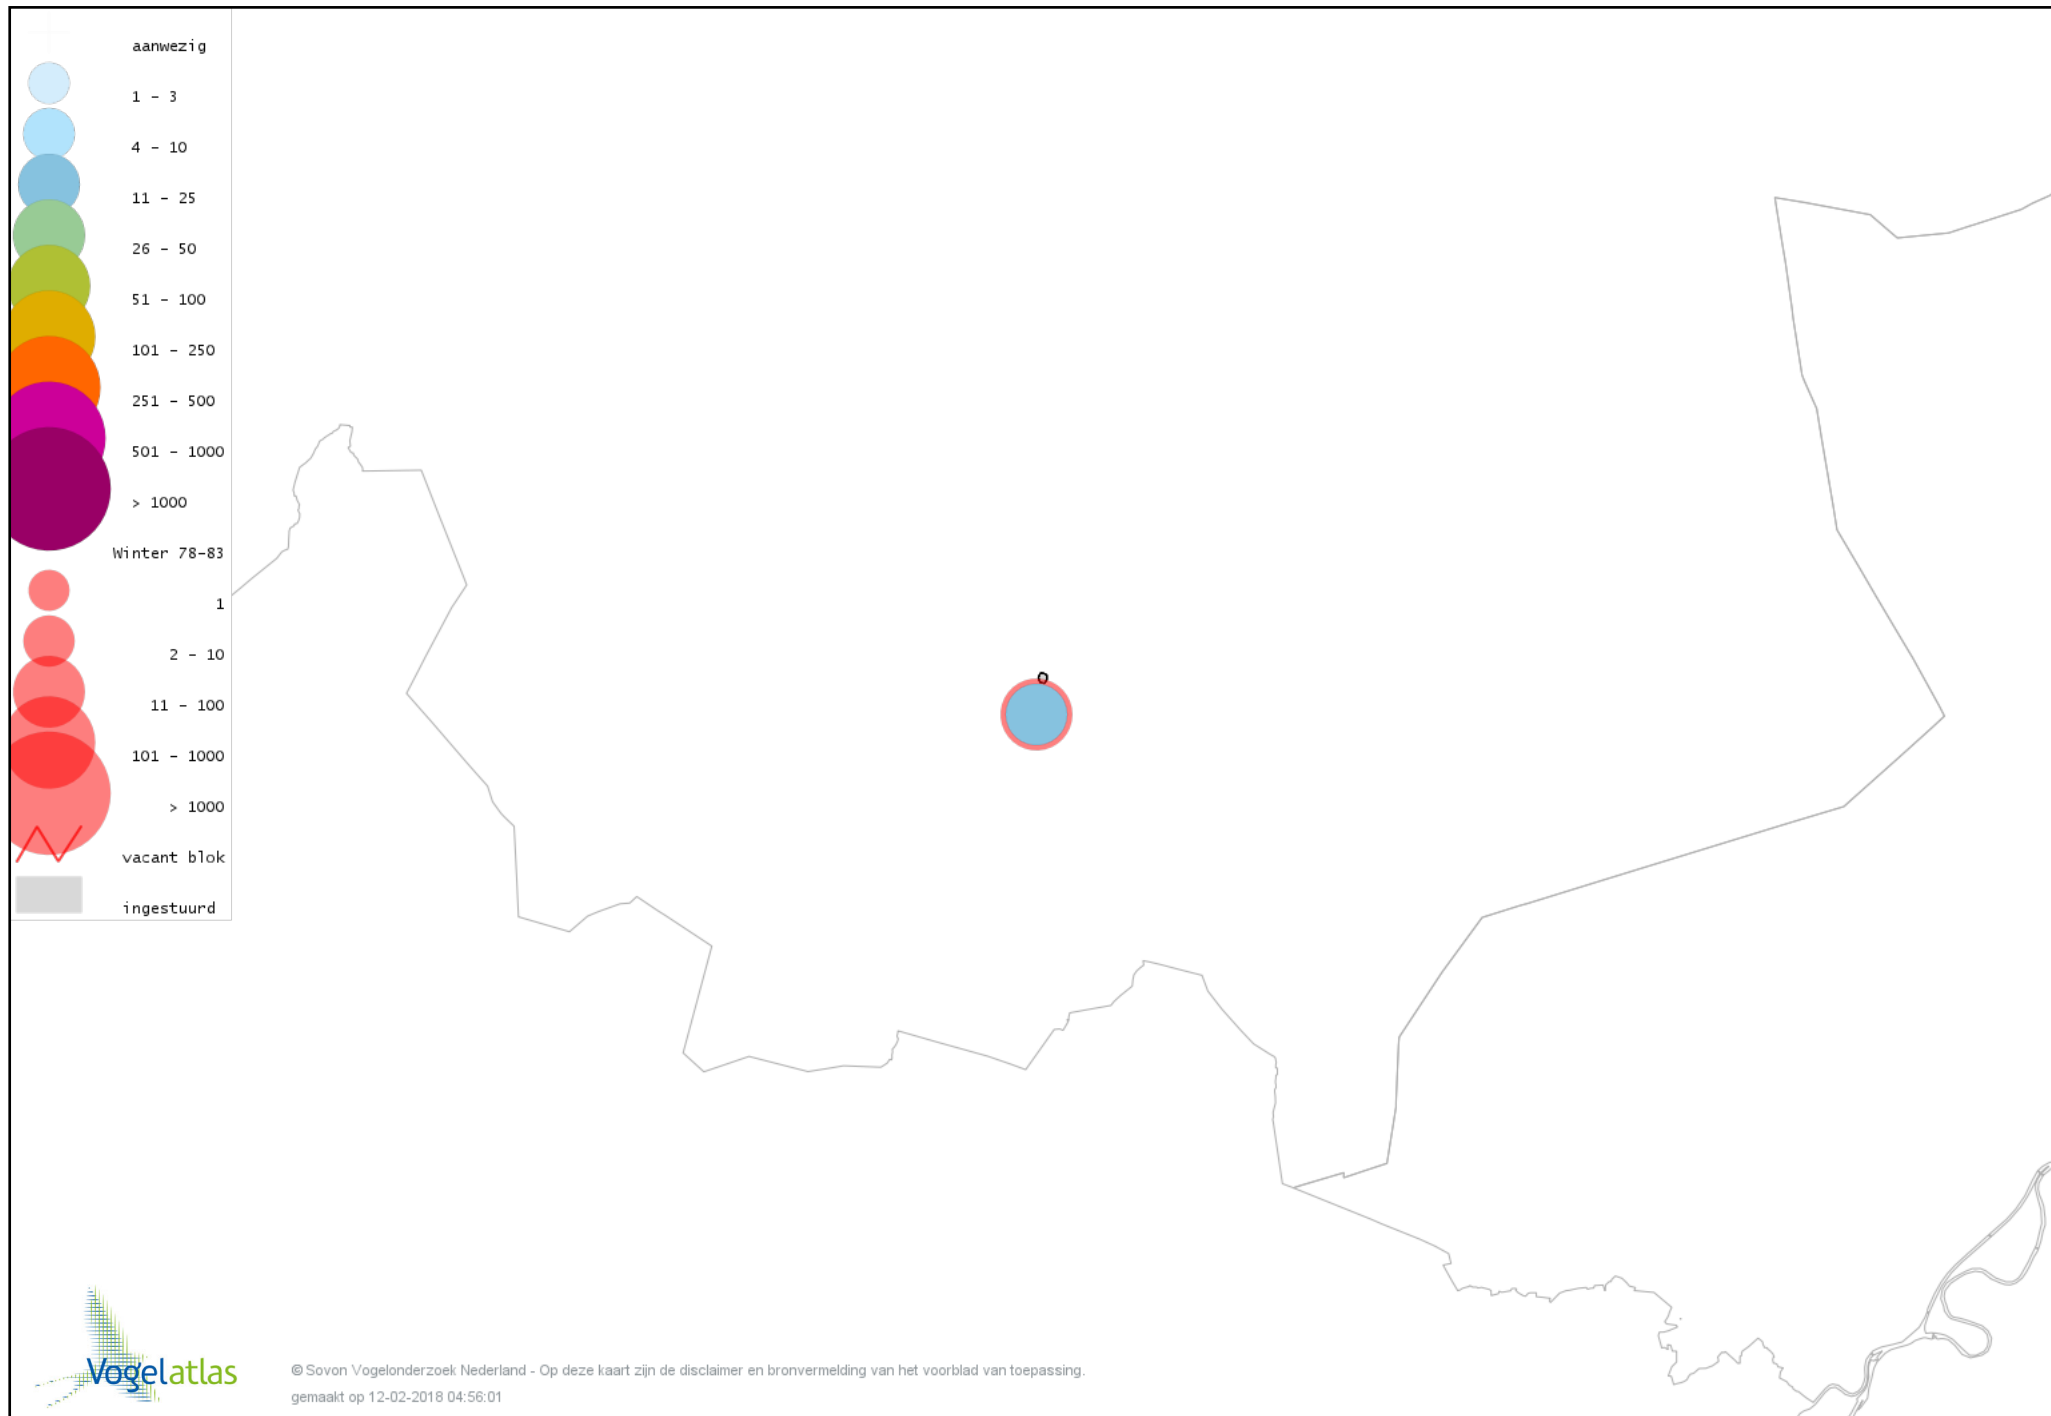 aanwezig
1 - 3
4 - 10
11 - 25
26 - 50
51 - 100
101 - 250
251 - 500
501 - 1000
> 1000
Winter 78-83
1
2 - 10
11 - 100
101 - 1000
> 1000
vacant blok
ingestuurd
0
Vogelatlas
© Sovon Vogelonderzoek Nederland - Op deze kaart zijn de disclaimer en bronvermelding van het voorblad van toepassing.
gemaakt op 12-02-2018 04:56:01